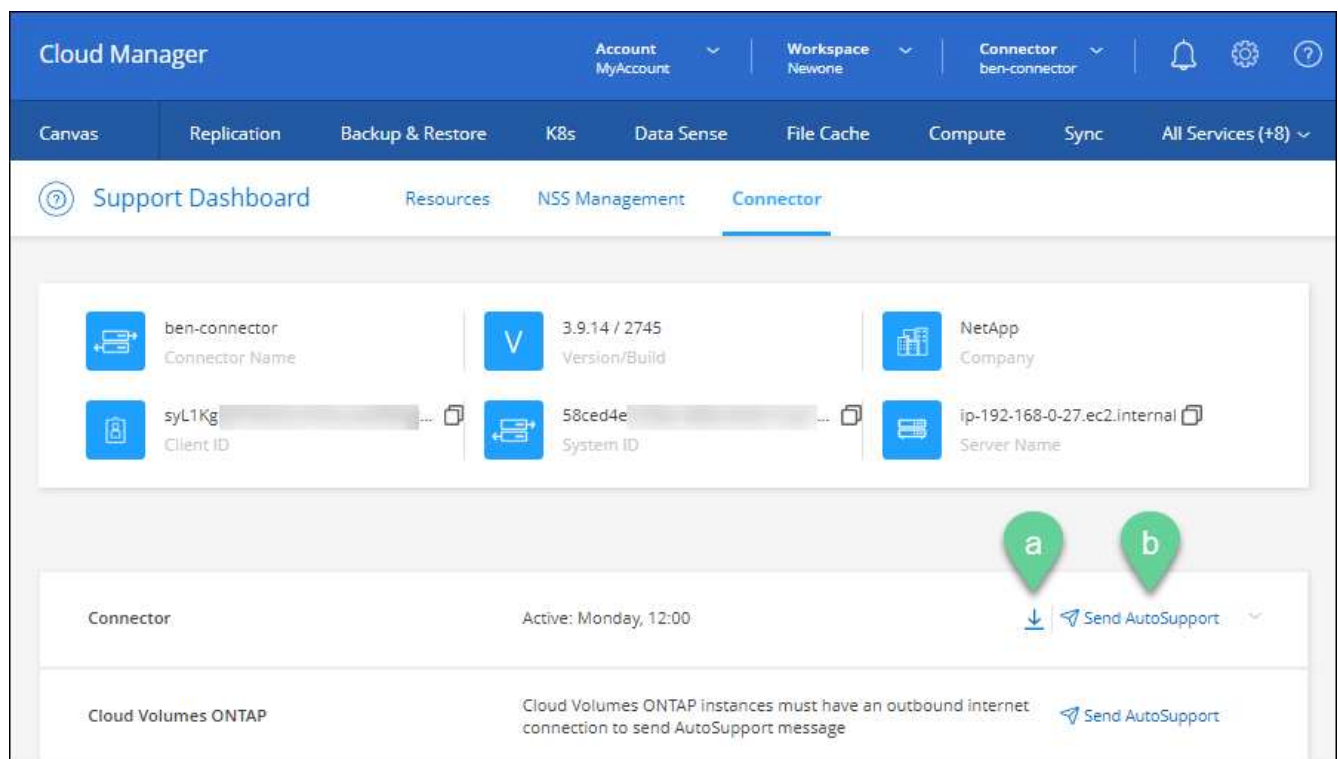 Cloud Manager
Account
MyAccount
Workspace
Newone
Connector
ben-connector
Canvas Replication Backup & Restore K8s Data Sense File Cache Compute Sync All Services (+8)
Support Dashboard Resources NSS Management Connector
ben-connector
Connector Name
V
3.9.14 / 2745
Version/Build
NetApp
Company
syL1Kg ...
Client ID
58ced4e ...
System ID
ip-192-168-0-27.ec2.internal
Server Name
a b
Connector Active: Monday, 12:00 Send AutoSupport
Cloud Volumes ONTAP
Cloud Volumes ONTAP instances must have an outbound internet
connection to send AutoSupport message
Send AutoSupport